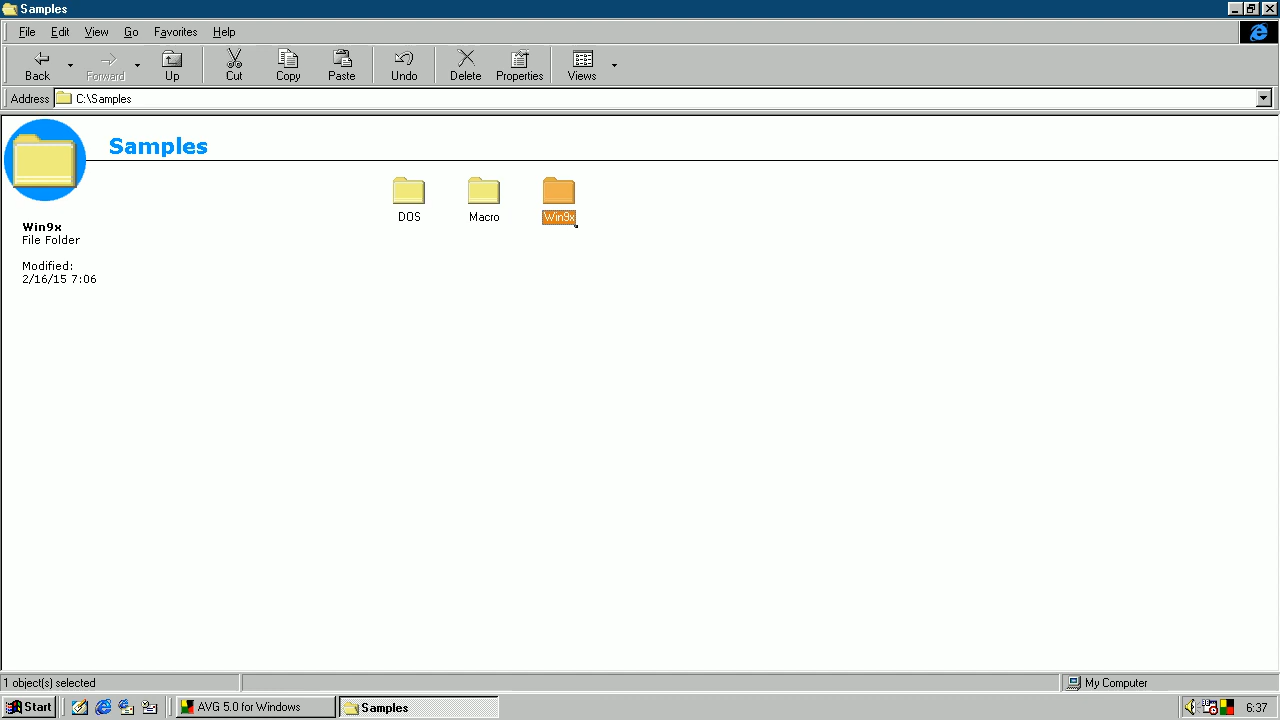 Samples
File Edit View Go Favorites Help
Back Forward Up Cut Copy Paste Undo Delete Properties Views
Address C:\Samples
Samples
DOS Macro Win9x
Win9x
File Folder
Modified:
2/16/15 7:06
1 object(s) selected My Computer
Start AVG 5.0 for Windows Samples 6:37